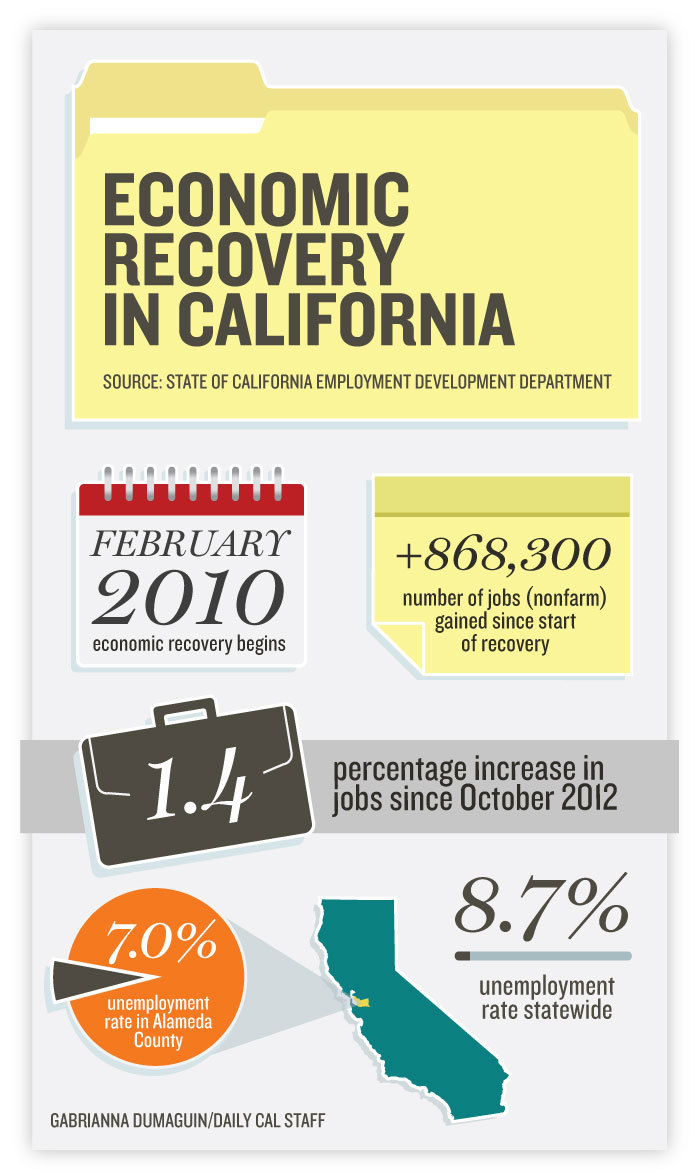 ECONOMIC
RECOVERY
IN CALIFORNIA
SOURCE: STATE OF CALIFORNIA EMPLOYMENT DEVELOPMENT DEPARTMENT
FEBRUARY
2010
economic recovery begins
+868,300
number of jobs (nonfarm)
gained since start
of recovery
1.4
percentage increase in
jobs since October 2012
7.0%
unemployment
rate in Alameda
County
8.7%
unemployment
rate statewide
GABRIANNA DUMAGUIN/DAILY CAL STAFF